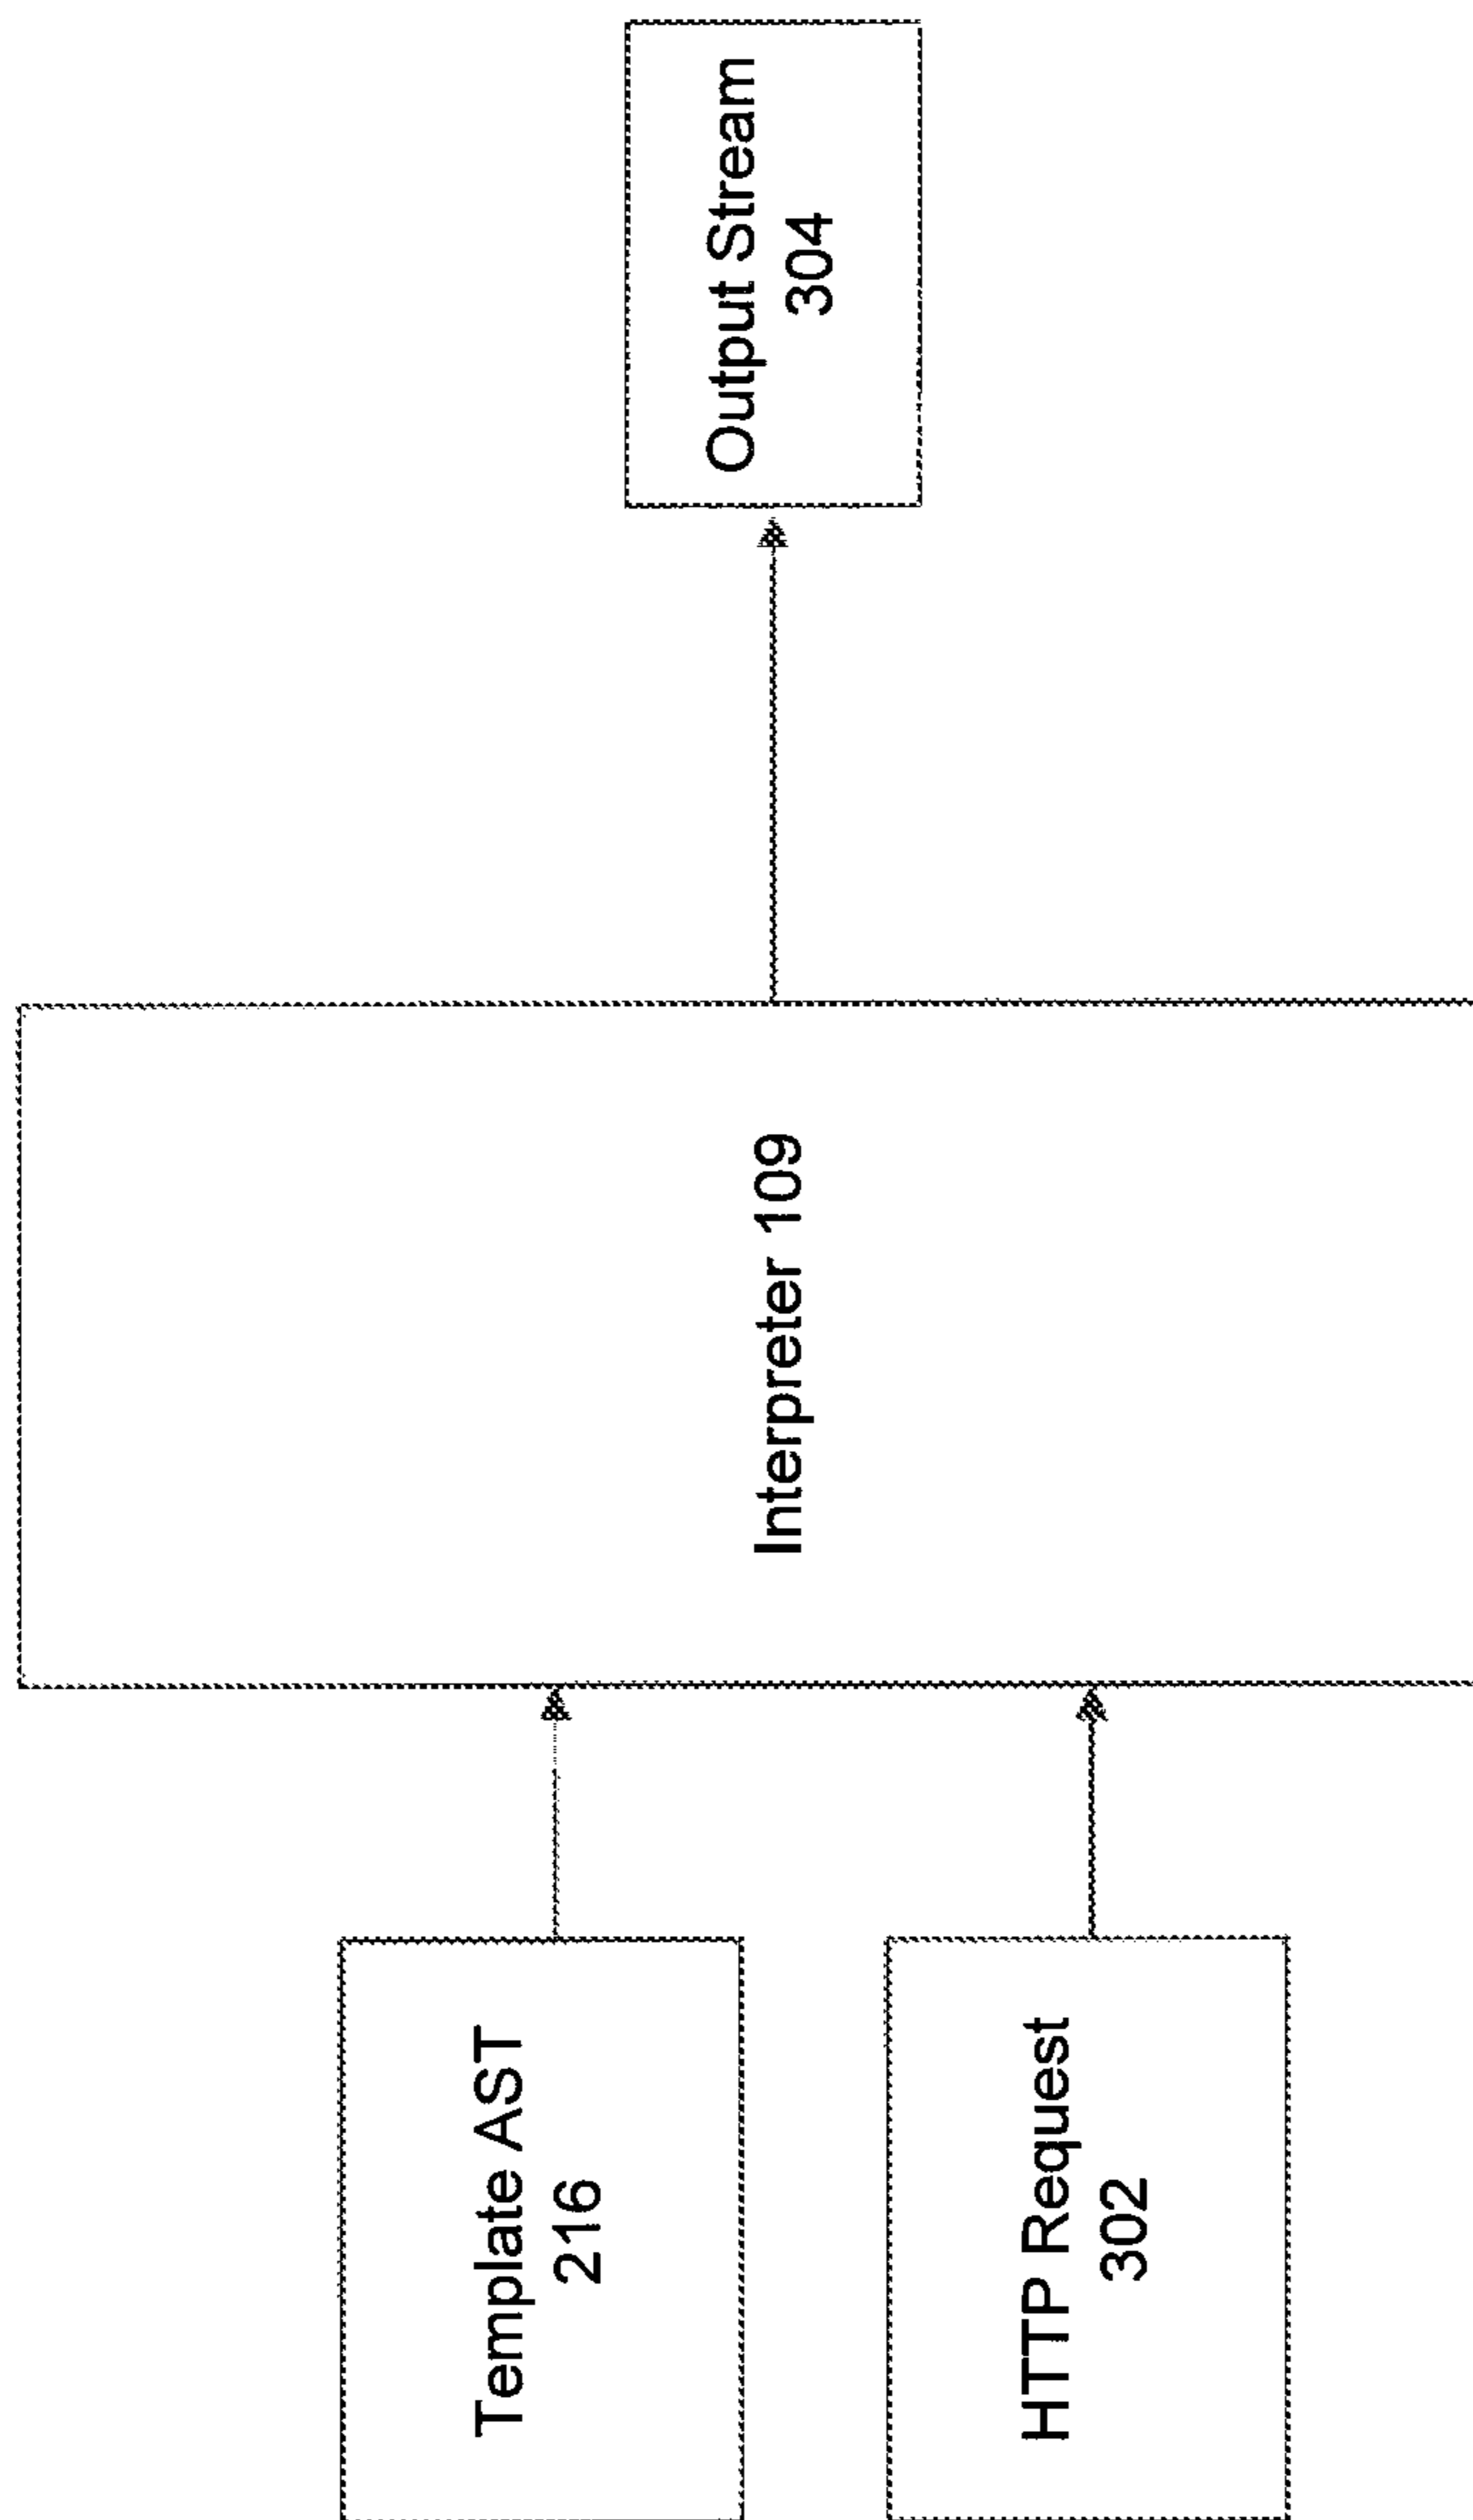 Template AST
216
HTTP Request
302
Interpreter 109
Output Stream
304